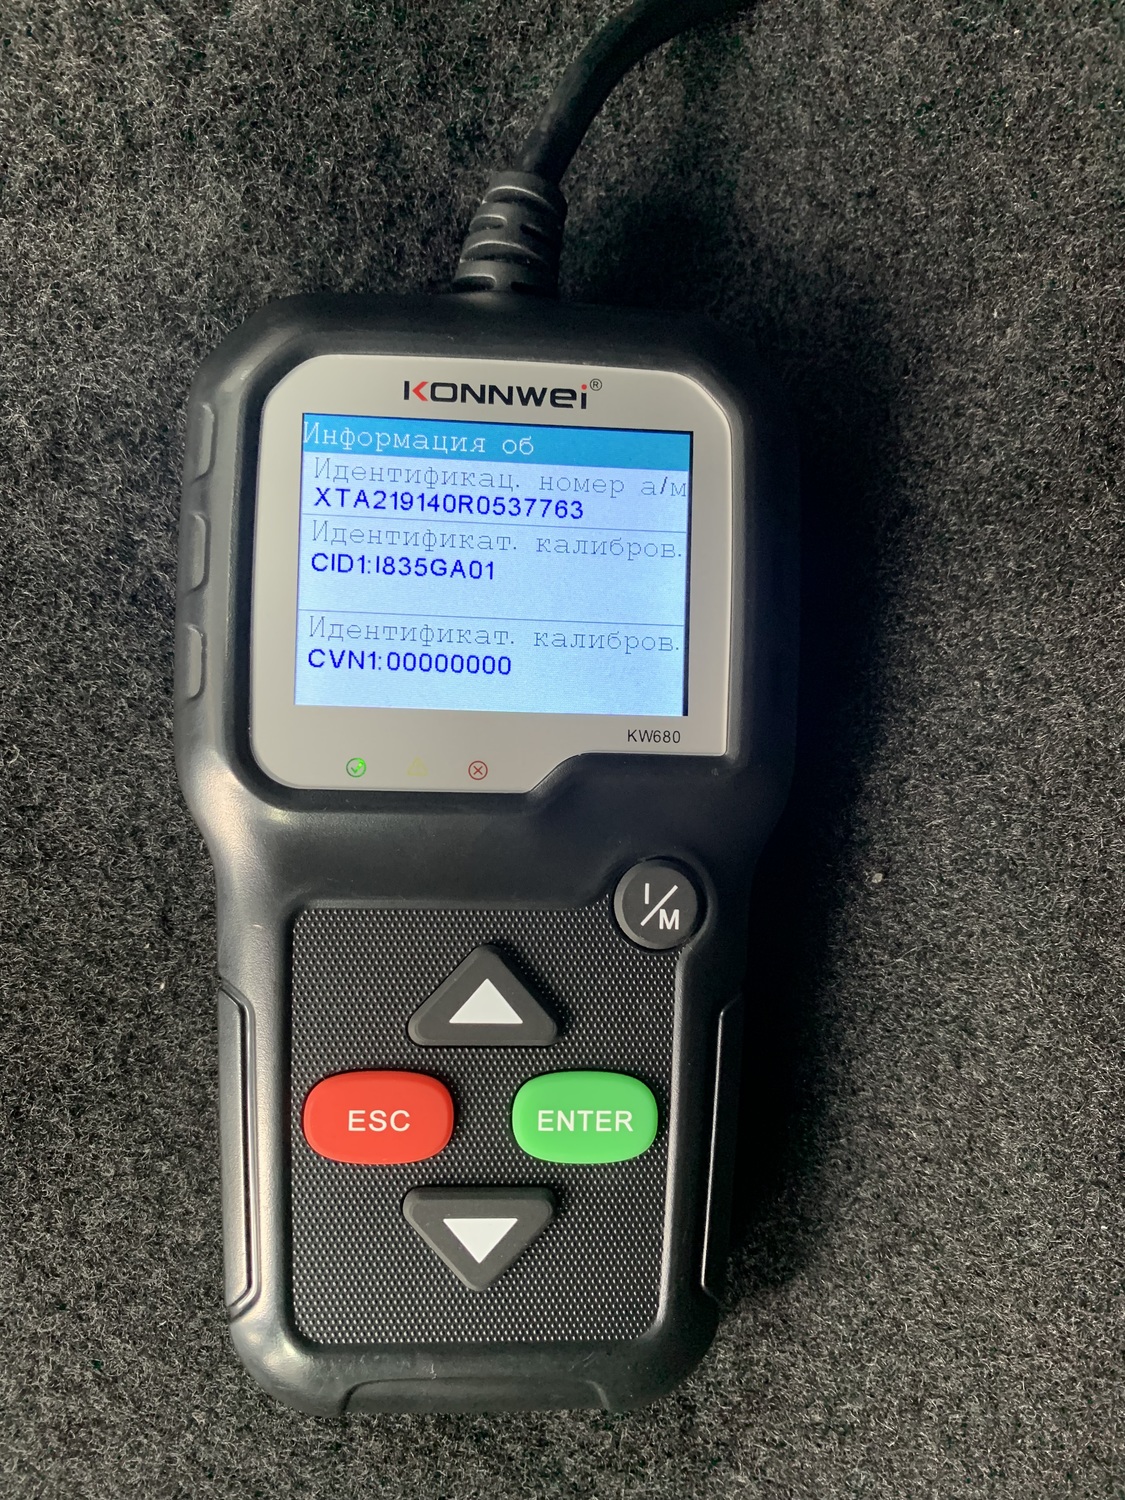 KONNWEi®
Информация об
Идентификац. номер а/м
XTA219140R0537763
Идентификат. калибров.
CID1:I835GA01
Идентификат. калибров.
CVN1:00000000
KW680
I/M
ESC
ENTER